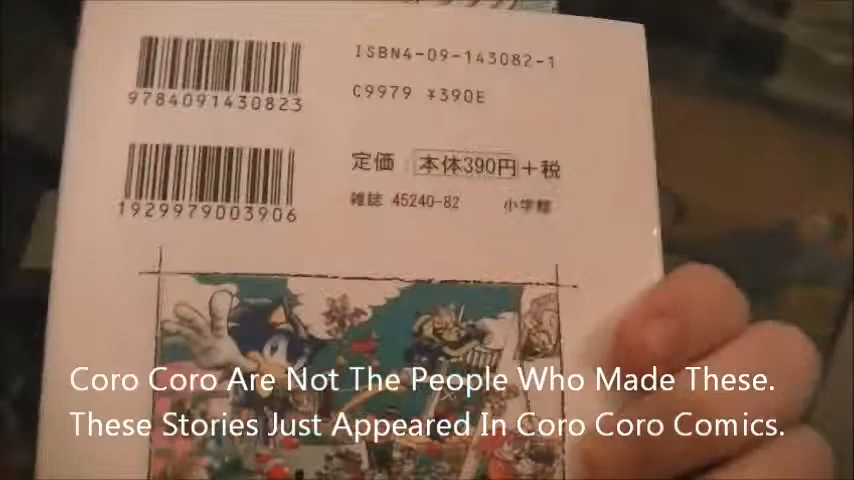 ISBN4-09-143082-1
9784091430823
C9979 ¥390E
定価 本体390円+税
1929979003906
雑誌 45240-82 小学館
Coro Coro Are Not The People Who Made These.
These Stories Just Appeared In Coro Coro Comics.